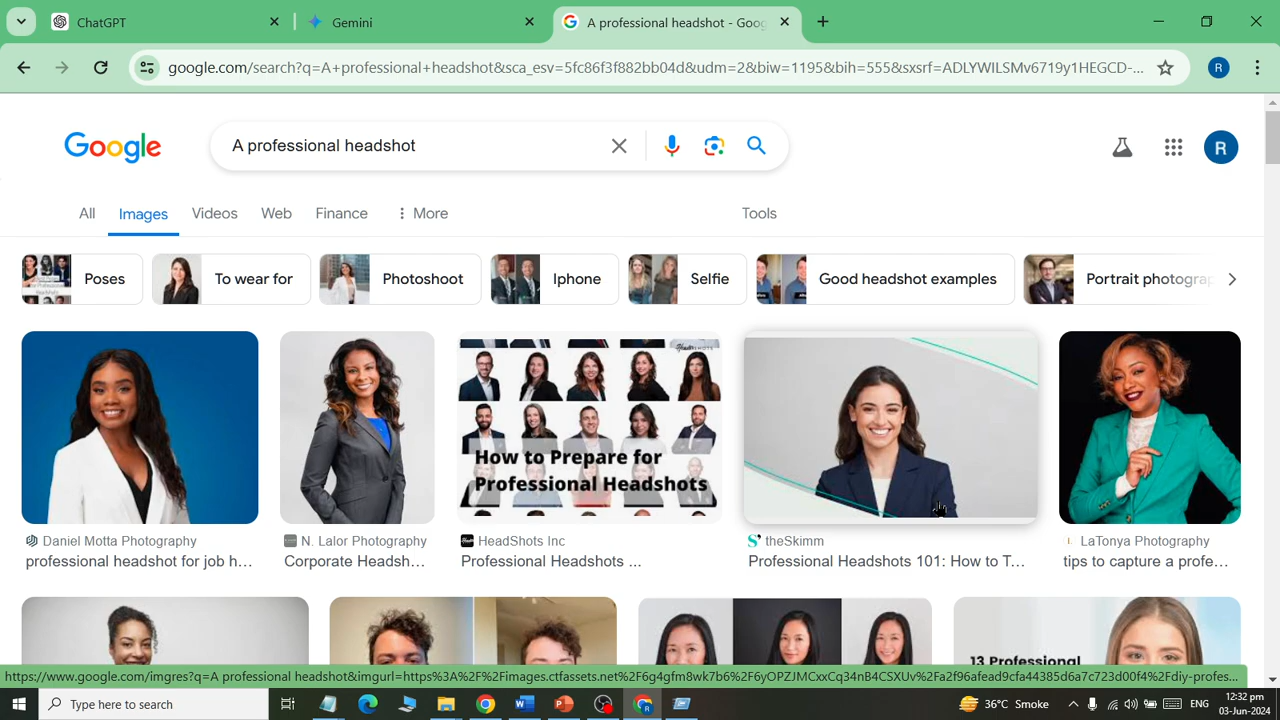 ChatGPT
Gemini
A professional headshot - Goo
google.com/search?q=A+professional+headshot&sca_esv=5fc86f3f882bb04d&udm=2&biw=1195&bih=555&sxsrf=ADLYWILSMv6719y1HEGCD-...
R
Google
A professional headshot
R
All
Images
Videos
Web
Finance
More
Tools
Poses
To wear for
Photoshoot
Iphone
Selfie
Good headshot examples
Portrait photograp
How to Prepare for
Professional Headshots
Daniel Motta Photography
professional headshot for job h...
N. Lalor Photography
Corporate Headsh...
HeadShots Inc
Professional Headshots ...
theSkimm
Professional Headshots 101: How to T...
LaTonya Photography
tips to capture a profe...
13 Professional
https://www.google.com/imgres?q=A professional headshot&imgurl=https%3A%2F%2Fimages.ctfassets.net%2F6g4gfm8wk7b6%2F6yOPZJMCxxCq34nB4CSXUv%2Fa2f96afead9cfa44385d6a7c723d00f4%2Fdiy-profes...
Type here to search
36°C Smoke
ENG
12:32 pm
03-Jun-2024